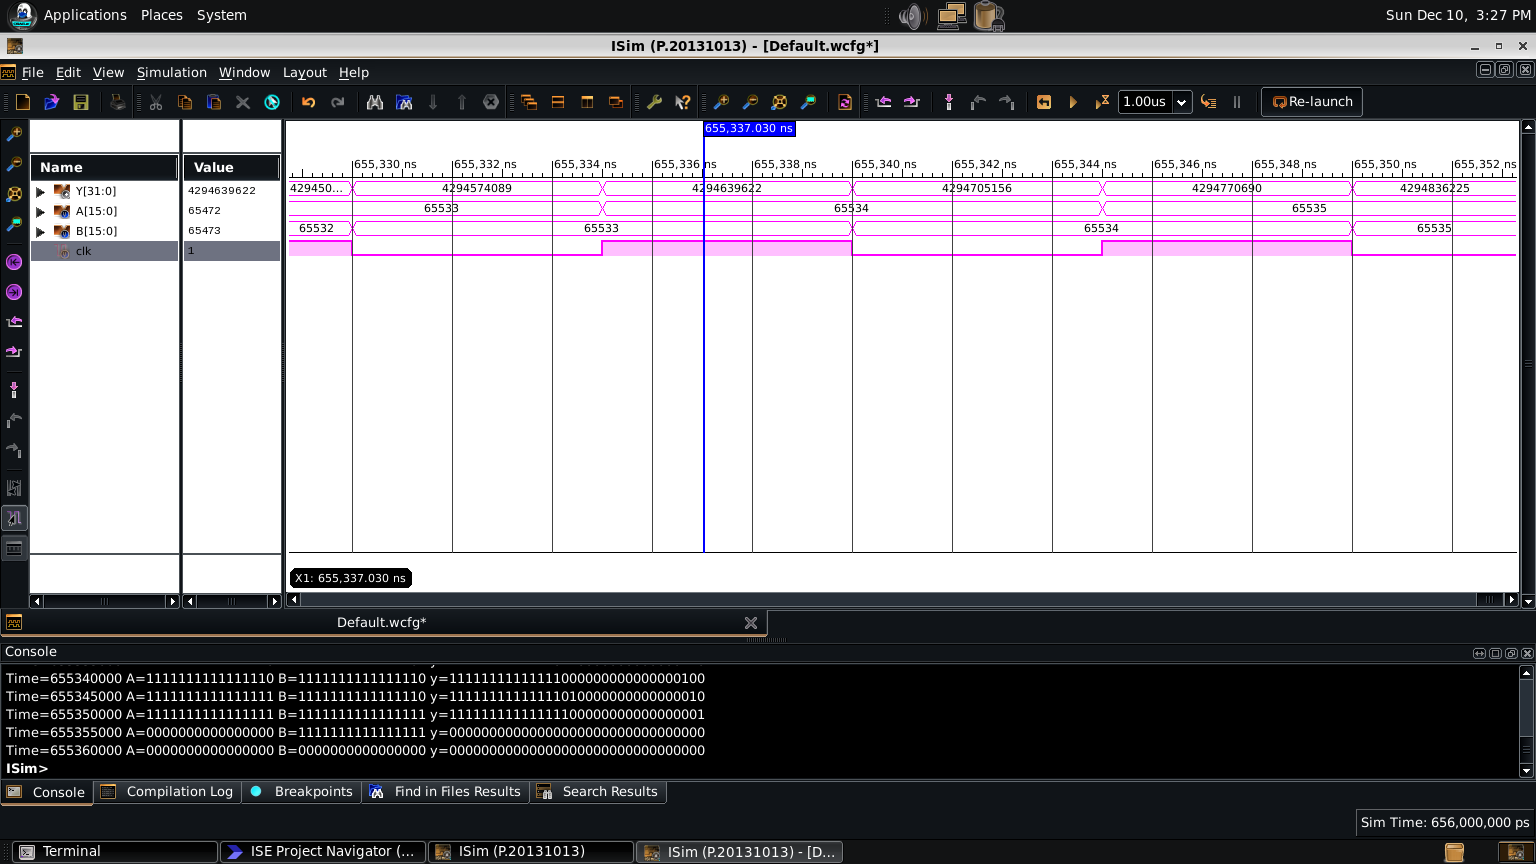 Applications Places System
Sun Dec 10, 3:27 PM
ISim (P.20131013) - [Default.wcfg*]
File Edit View Simulation Window Layout Help
1.00us
Re-launch
655,337.030 ns
Name Value
655,330 ns 655,332 ns 655,334 ns 655,336 ns 655,338 ns 655,340 ns 655,342 ns 655,344 ns 655,346 ns 655,348 ns 655,350 ns 655,352 ns
Y[31:0] 4294639622 429450... 4294574089 4294639622 4294705156 4294770690 4294836225
A[15:0] 65472 65533 65534 65535
B[15:0] 65473 65532 65533 65534 65535
clk 1
X1: 655,337.030 ns
Default.wcfg*
Console
Time=655340000 A=1111111111111110 B=1111111111111110 y=11111111111111000000000000000100
Time=655345000 A=1111111111111111 B=1111111111111110 y=11111111111111010000000000000010
Time=655350000 A=1111111111111111 B=1111111111111111 y=11111111111111100000000000000001
Time=655355000 A=0000000000000000 B=1111111111111111 y=00000000000000000000000000000000
Time=655360000 A=0000000000000000 B=0000000000000000 y=00000000000000000000000000000000
ISim>
Console Compilation Log Breakpoints Find in Files Results Search Results
Sim Time: 656,000,000 ps
Terminal ISE Project Navigator (... ISim (P.20131013) ISim (P.20131013) - [D...